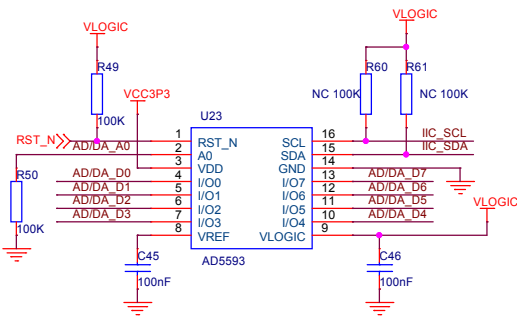 VLOGIC
VLOGIC
R49
R60
R61
VCC3P3
NC 100K
NC 100K
100K
U23
RST_N
1
RST_N
SCL
16
IIC_SCL
AD/DA_A0
2
A0
SDA
15
IIC_SDA
3
VDD
GND
14
R50
AD/DA_D0
4
I/O0
I/O7
13
AD/DA_D7
AD/DA_D1
5
I/O1
I/O6
12
AD/DA_D6
VLOGIC
AD/DA_D2
6
I/O2
I/O5
11
AD/DA_D5
100K
AD/DA_D3
7
I/O3
I/O4
10
AD/DA_D4
8
VREF
VLOGIC
9
C45
AD5593
C46
100nF
100nF